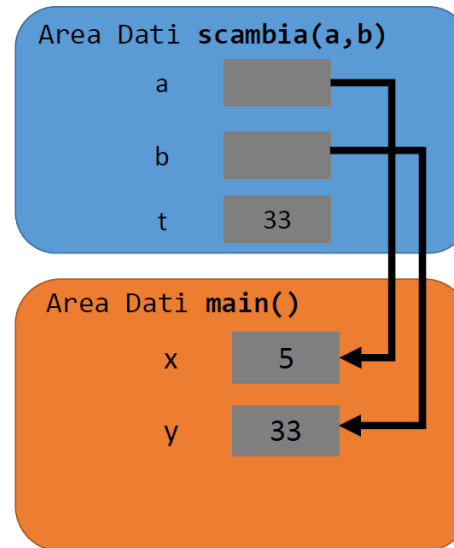 Area Dati scambia(a,b)
a
b
t 33
Area Dati main()
x 5
y 33